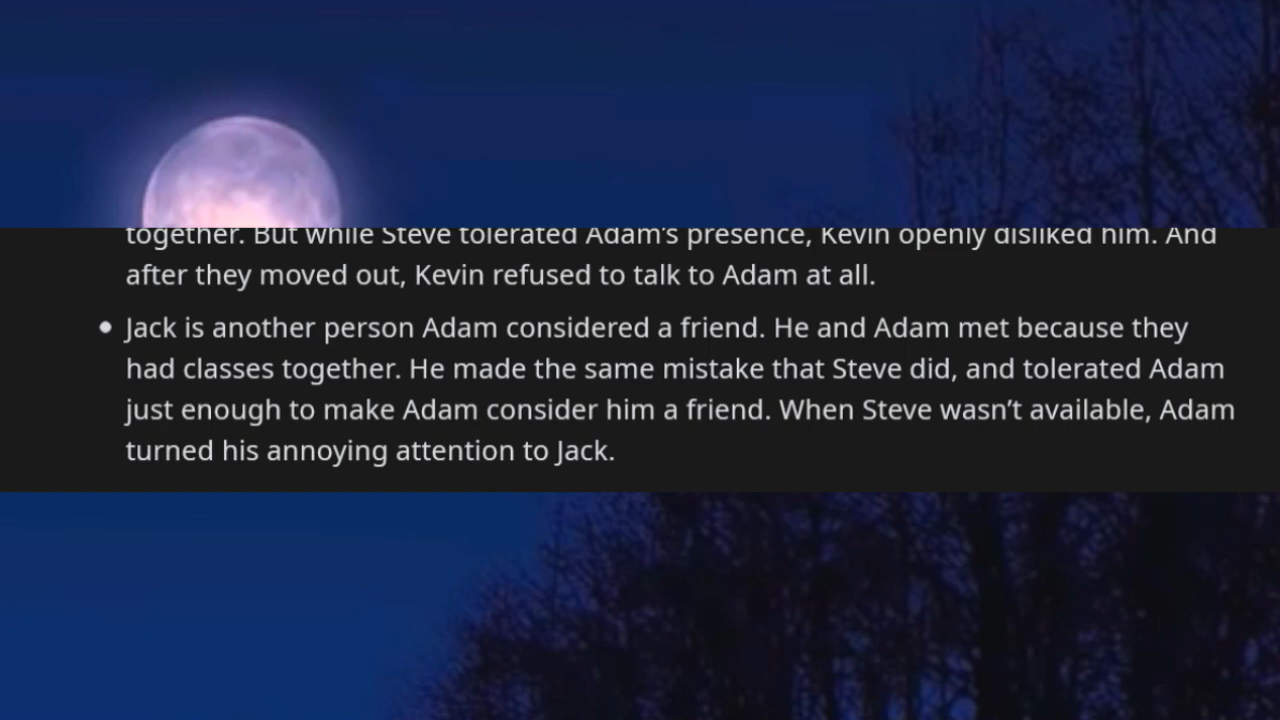 together. But while Steve tolerated Adam’s presence, Kevin openly disliked him. And
after they moved out, Kevin refused to talk to Adam at all.
Jack is another person Adam considered a friend. He and Adam met because they
had classes together. He made the same mistake that Steve did, and tolerated Adam
just enough to make Adam consider him a friend. When Steve wasn’t available, Adam
turned his annoying attention to Jack.